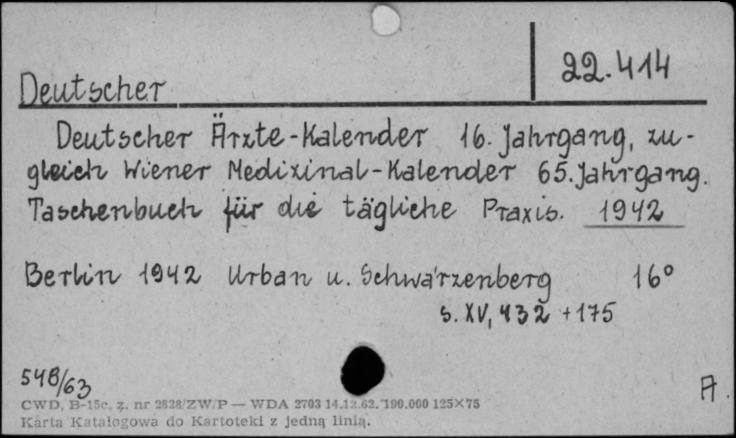 Deutscher
22.414
Deutscher Ärzte-Kalender 16. Jahrgang, zu-
gleich Wiener Medizinal-Kalender 65. Jahrgang.
Taschenbuch für die tägliche Praxis. 1942
Berlin 1942 Urban u. Schwarzenberg 16°
s. XV, 432 + 175
548/63
A.
CWD, B-15c, z. nr 2828/ZW/P — WDA 2703 14.12.62. 190.000 125×75
Karta Katalogowa do Kartoteki z jedną linią.